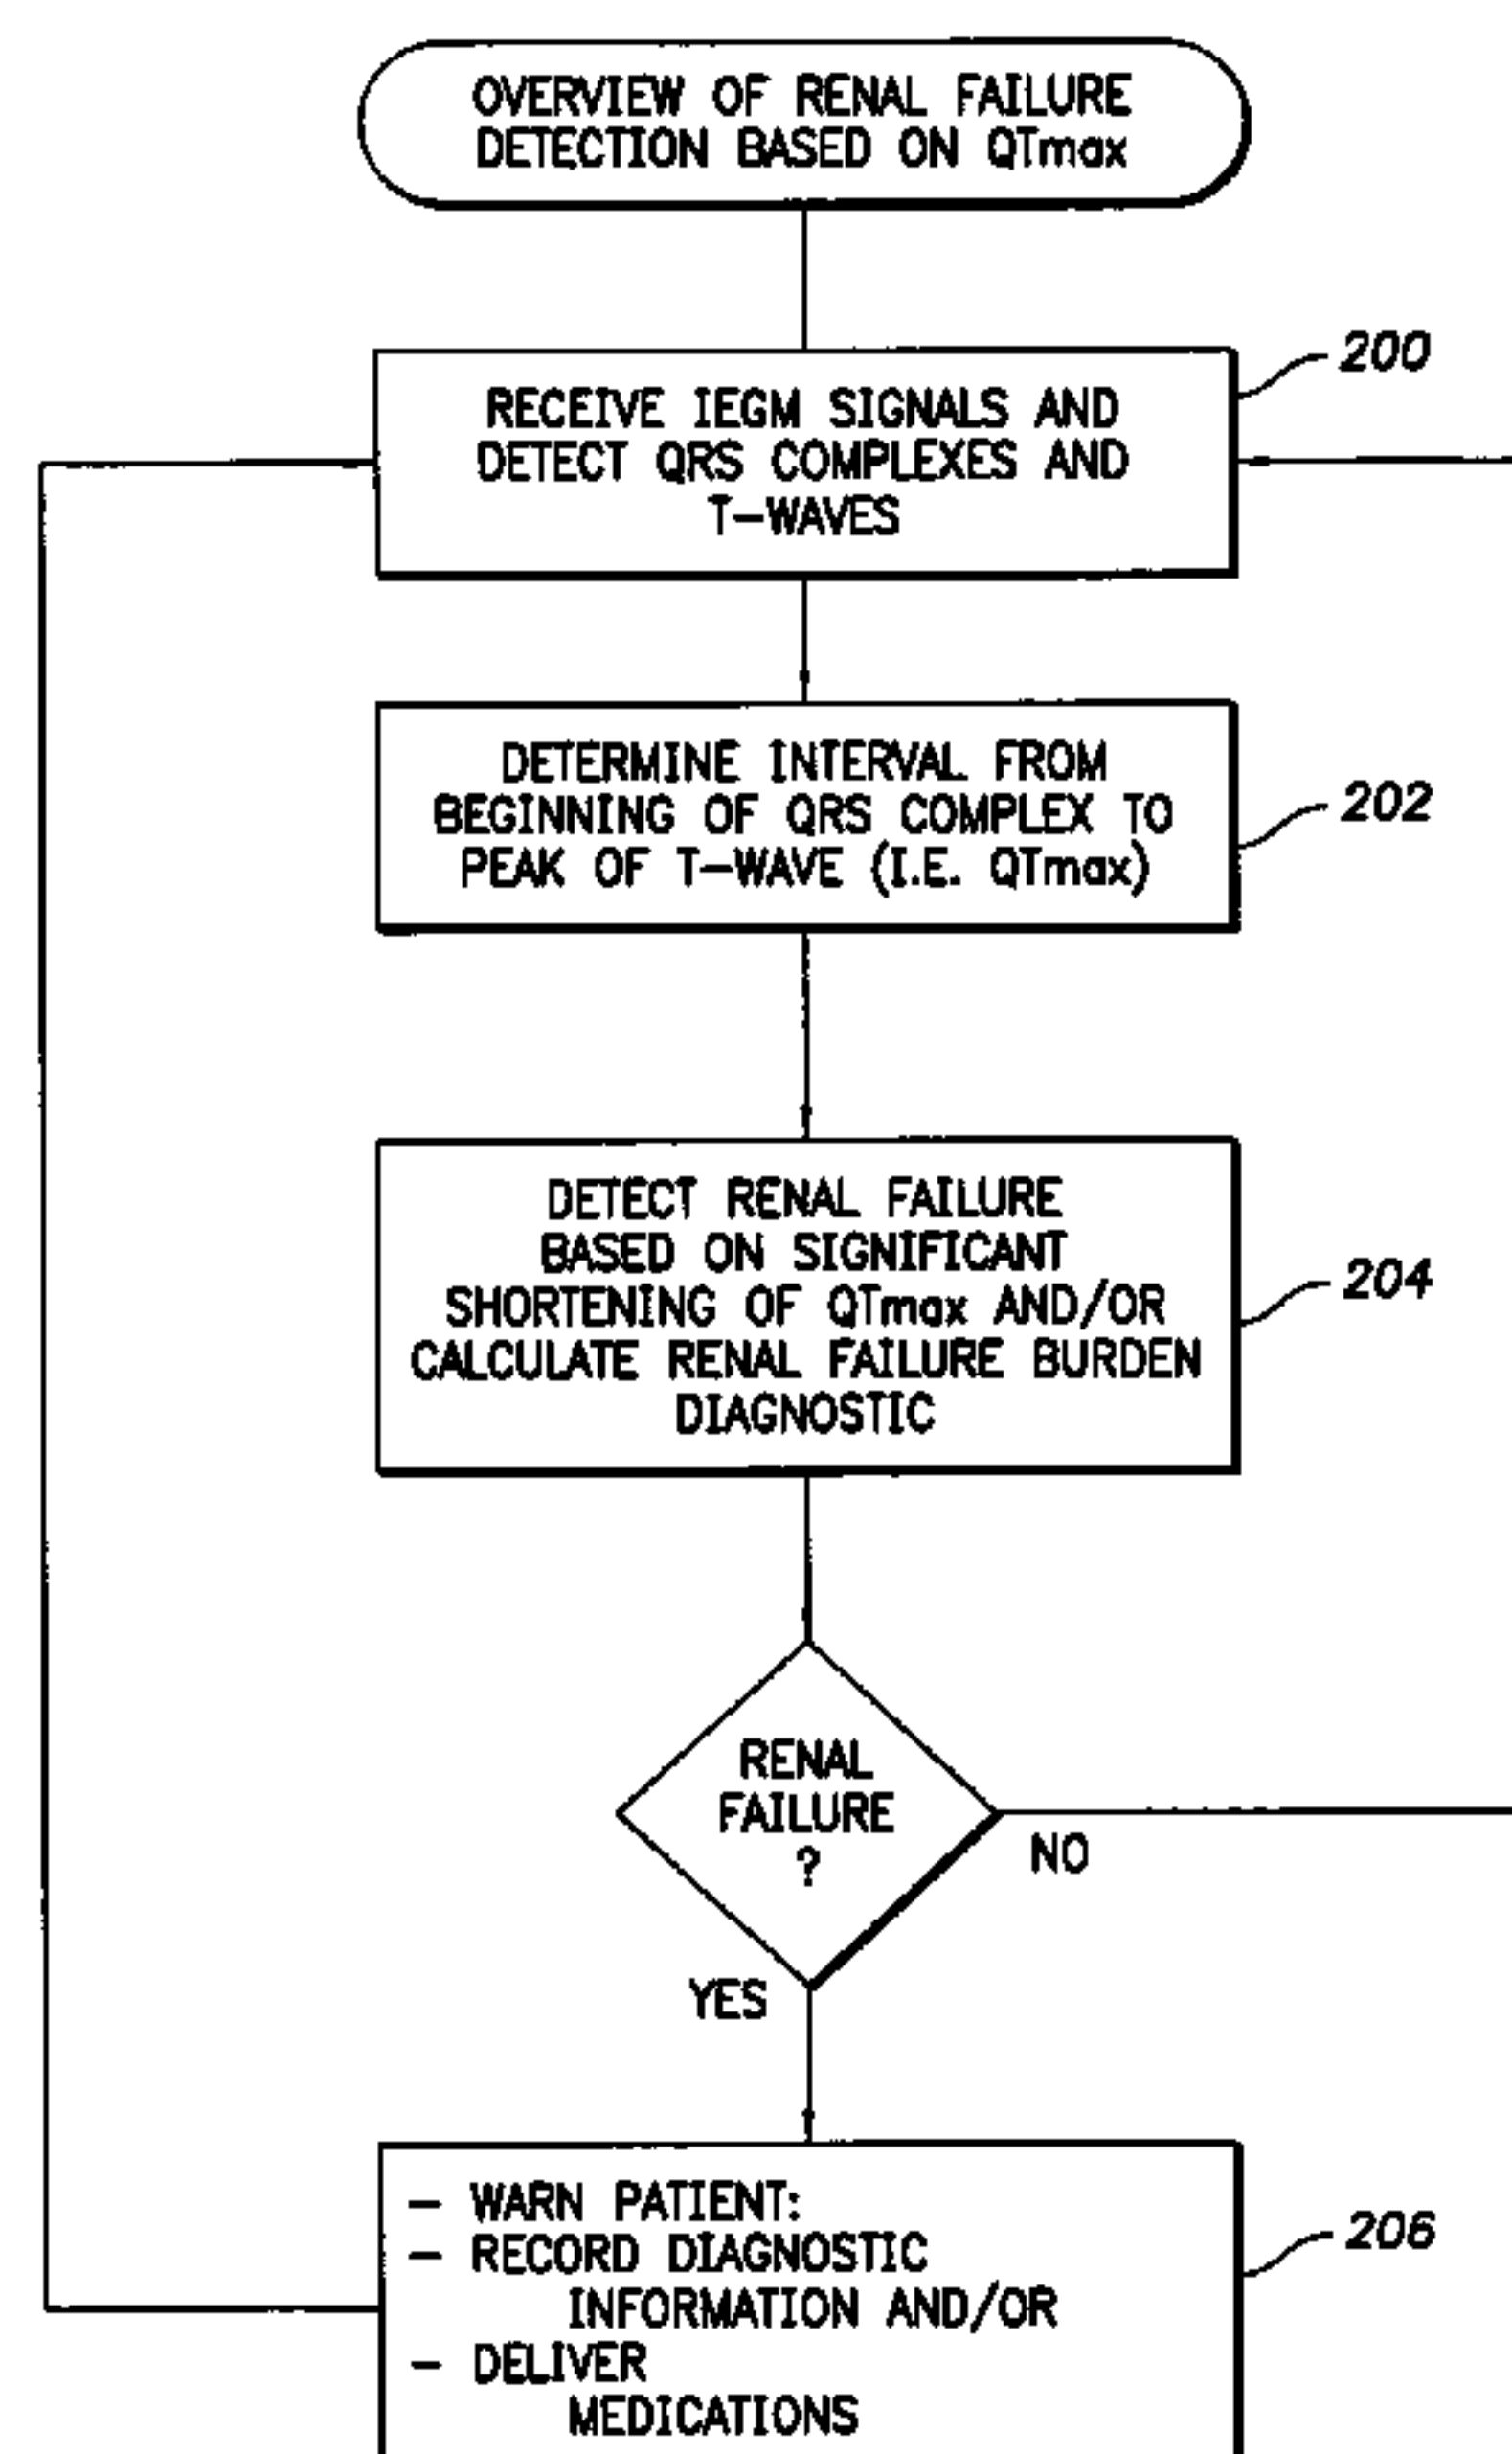 OVERVIEW OF RENAL FAILURE
DETECTION BASED ON QTmax
200
RECEIVE IEGM SIGNALS AND
DETECT QRS COMPLEXES AND
T-WAVES
202
DETERMINE INTERVAL FROM
BEGINNING OF QRS COMPLEX TO
PEAK OF T-WAVE (I.E. QTmax)
204
DETECT RENAL FAILURE
BASED ON SIGNIFICANT
SHORTENING OF QTmax AND/OR
CALCULATE RENAL FAILURE BURDEN
DIAGNOSTIC
RENAL
FAILURE
?
NO
YES
206
- WARN PATIENT:
- RECORD DIAGNOSTIC
INFORMATION AND/OR
- DELIVER
MEDICATIONS